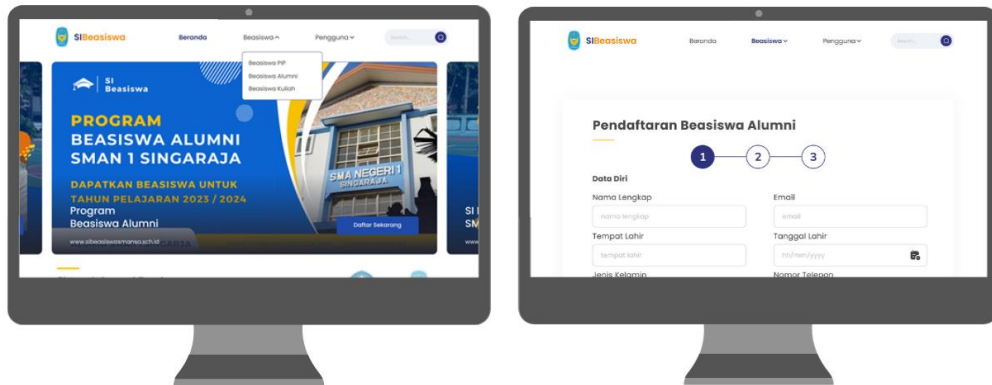 SIBeasiswa
Beranda
Beasiswa
Pengguna
Search...
Beasiswa PIP
Beasiswa Alumni
Beasiswa Kuliah
SI
Beasiswa
PROGRAM
BEASISWA ALUMNI
SMAN 1 SINGARAJA
DAPATKAN BEASISWA UNTUK
TAHUN PELAJARAN 2023 / 2024
Program
Beasiswa Alumni
SMA NEGERI 1
SINGARAJA
Daftar Sekarang
SIBeasiswa
Beranda
Beasiswa
Pengguna
Pendaftaran Beasiswa Alumni
1
2
3
Data Diri
Nama Lengkap
Email
nama lengkap
email
Tempat Lahir
Tanggal Lahir
tempat lahir
hh/mm/yyyy
Jenis Kelamin
Nomor Telepon